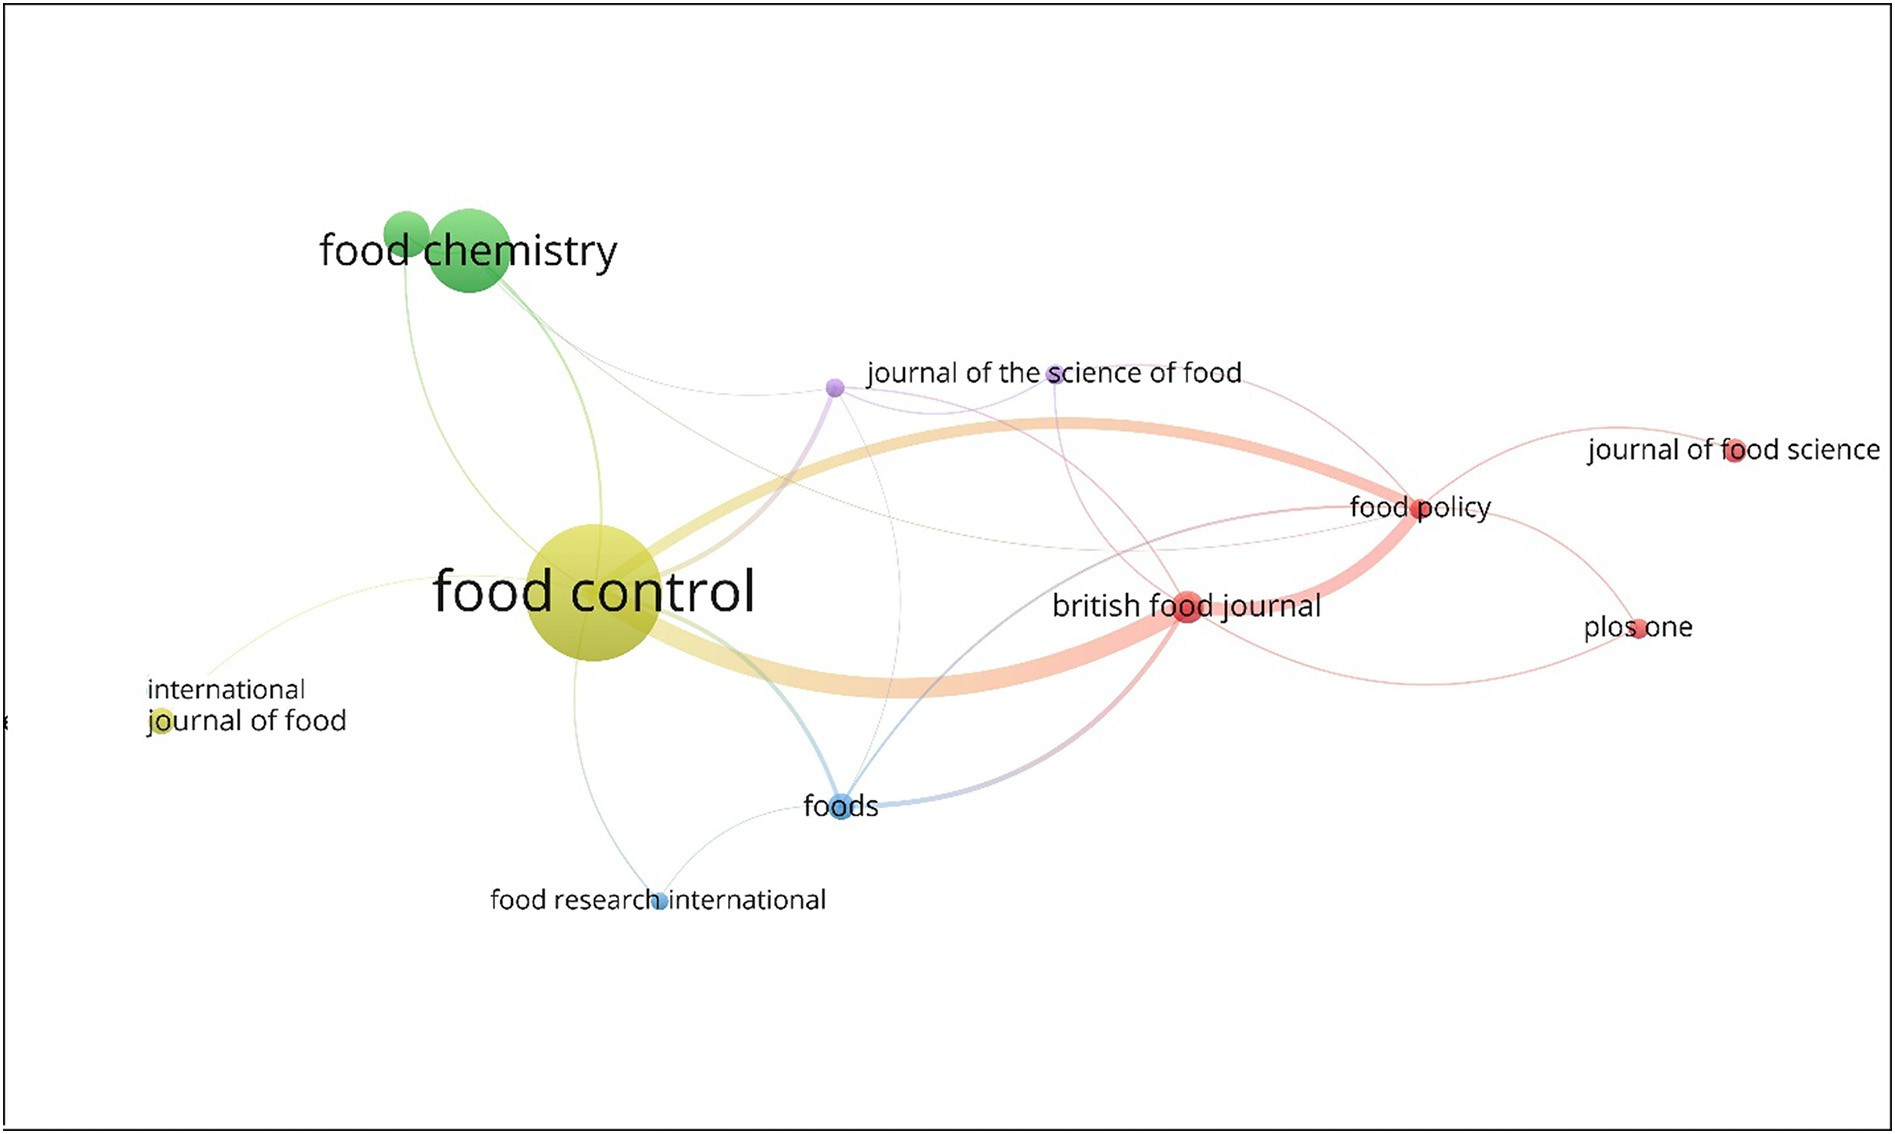 food chemistry
journal of the science of food
journal of food science
food policy
food control
british food journal
plos one
international
journal of food
foods
food research international